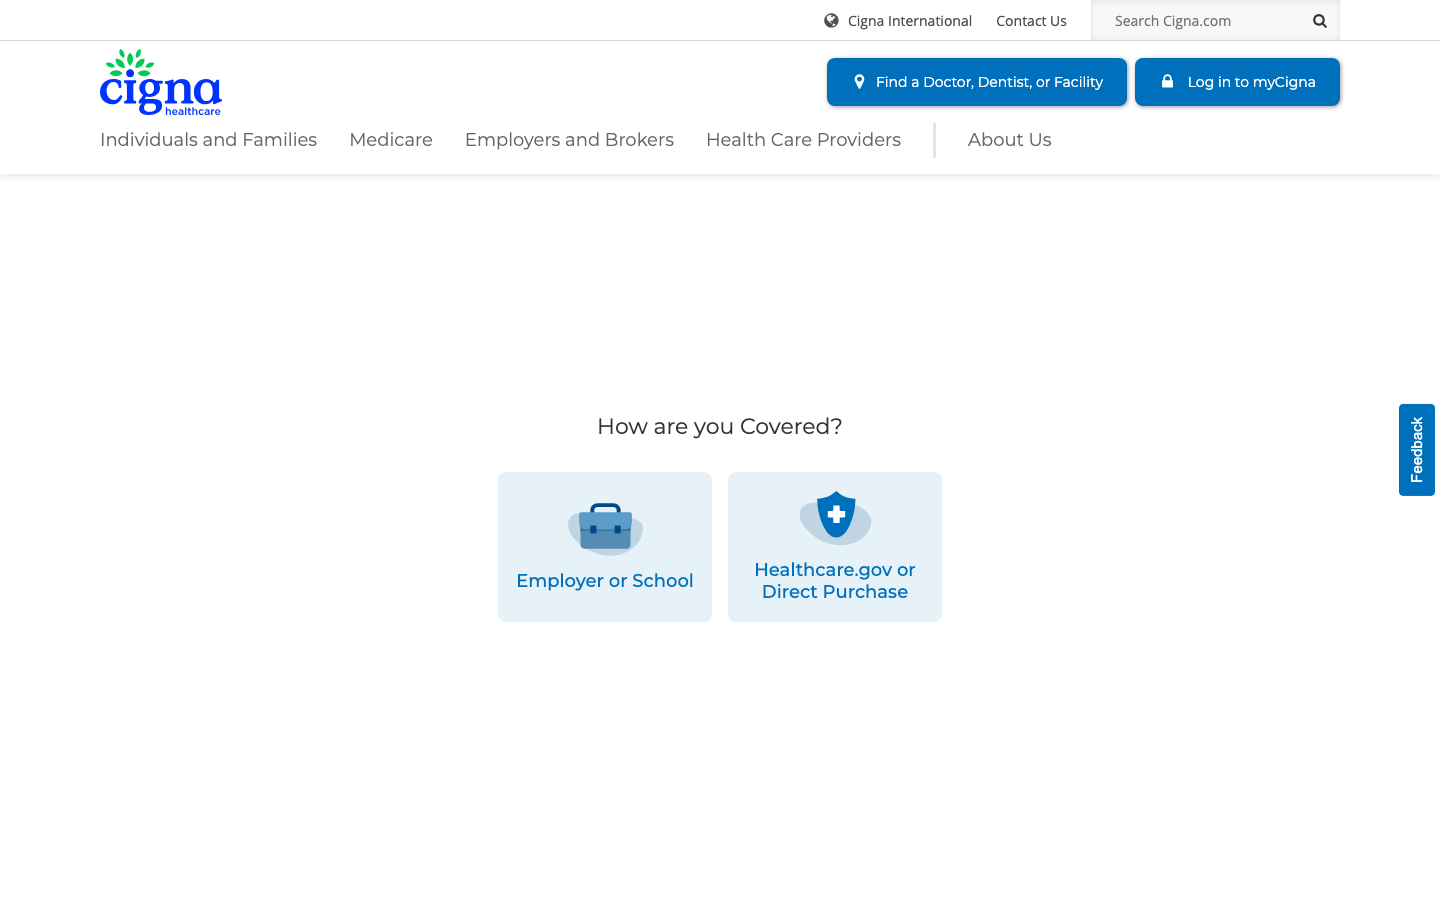 Cigna International
Contact Us
Search Cigna.com
cigna
healthcare
Find a Doctor, Dentist, or Facility
Log in to myCigna
Individuals and Families
Medicare
Employers and Brokers
Health Care Providers
About Us
How are you Covered?
Employer or School
Healthcare.gov or
Direct Purchase
Feedback